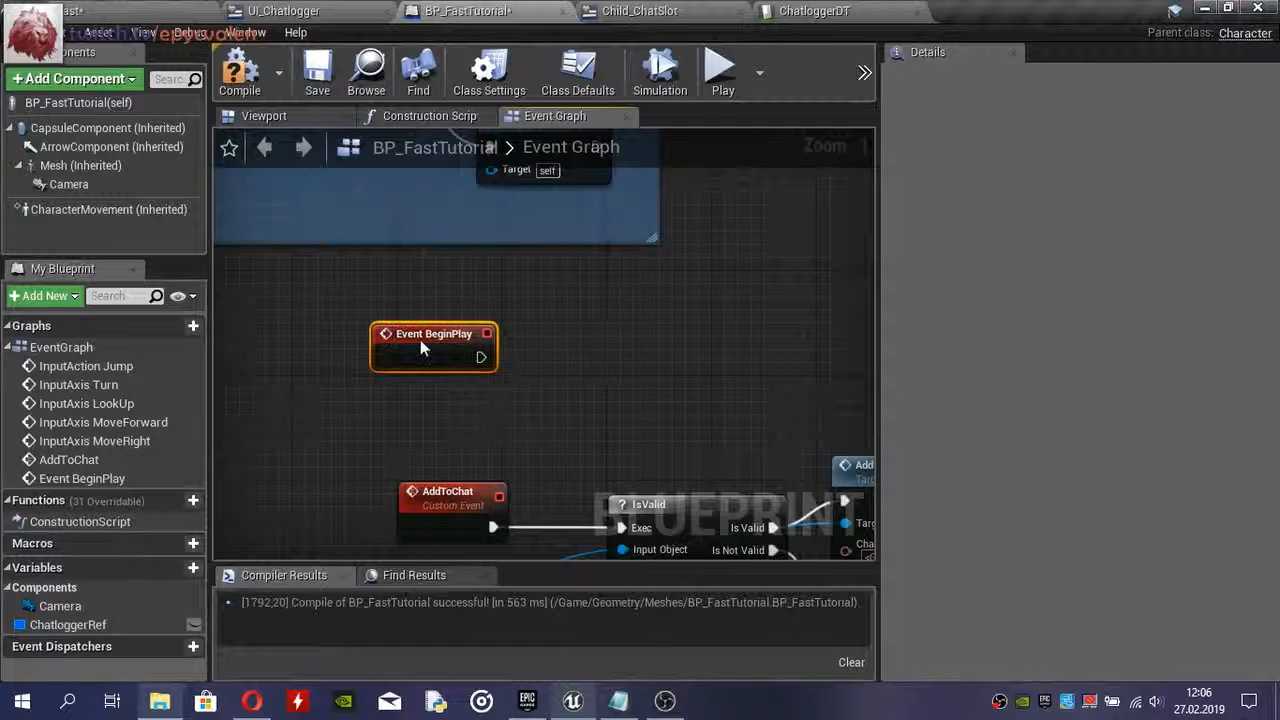 UI_Chatlogger
BP_FastTutorial*
Child_ChatSlot
ChatloggerDT
Asset View Debug Window Help
Parent class: Character
Add Component
Search
Compile
Save
Browse
Find
Class Settings
Class Defaults
Simulation
Play
Details
BP_FastTutorial(self)
CapsuleComponent (Inherited)
ArrowComponent (Inherited)
Mesh (Inherited)
Camera
CharacterMovement (Inherited)
Viewport
Construction Scrip
Event Graph
BP_FastTutorial > Event Graph
Zoom
Target self
Event BeginPlay
AddToChat
Custom Event
IsValid
Exec
Is Valid
Input Object
Is Not Valid
Add
Targ
Cha
BLUEPRINT
My Blueprint
Add New
Search
Graphs
EventGraph
InputAction Jump
InputAxis Turn
InputAxis LookUp
InputAxis MoveForward
InputAxis MoveRight
AddToChat
Event BeginPlay
Functions (31 Overridable)
ConstructionScript
Macros
Variables
Components
Camera
ChatloggerRef
Event Dispatchers
Compiler Results
Find Results
[1792,20] Compile of BP_FastTutorial successful! [in 563 ms] (/Game/Geometry/Meshes/BP_FastTutorial.BP_FastTutorial)
Clear
12:06
27.02.2019